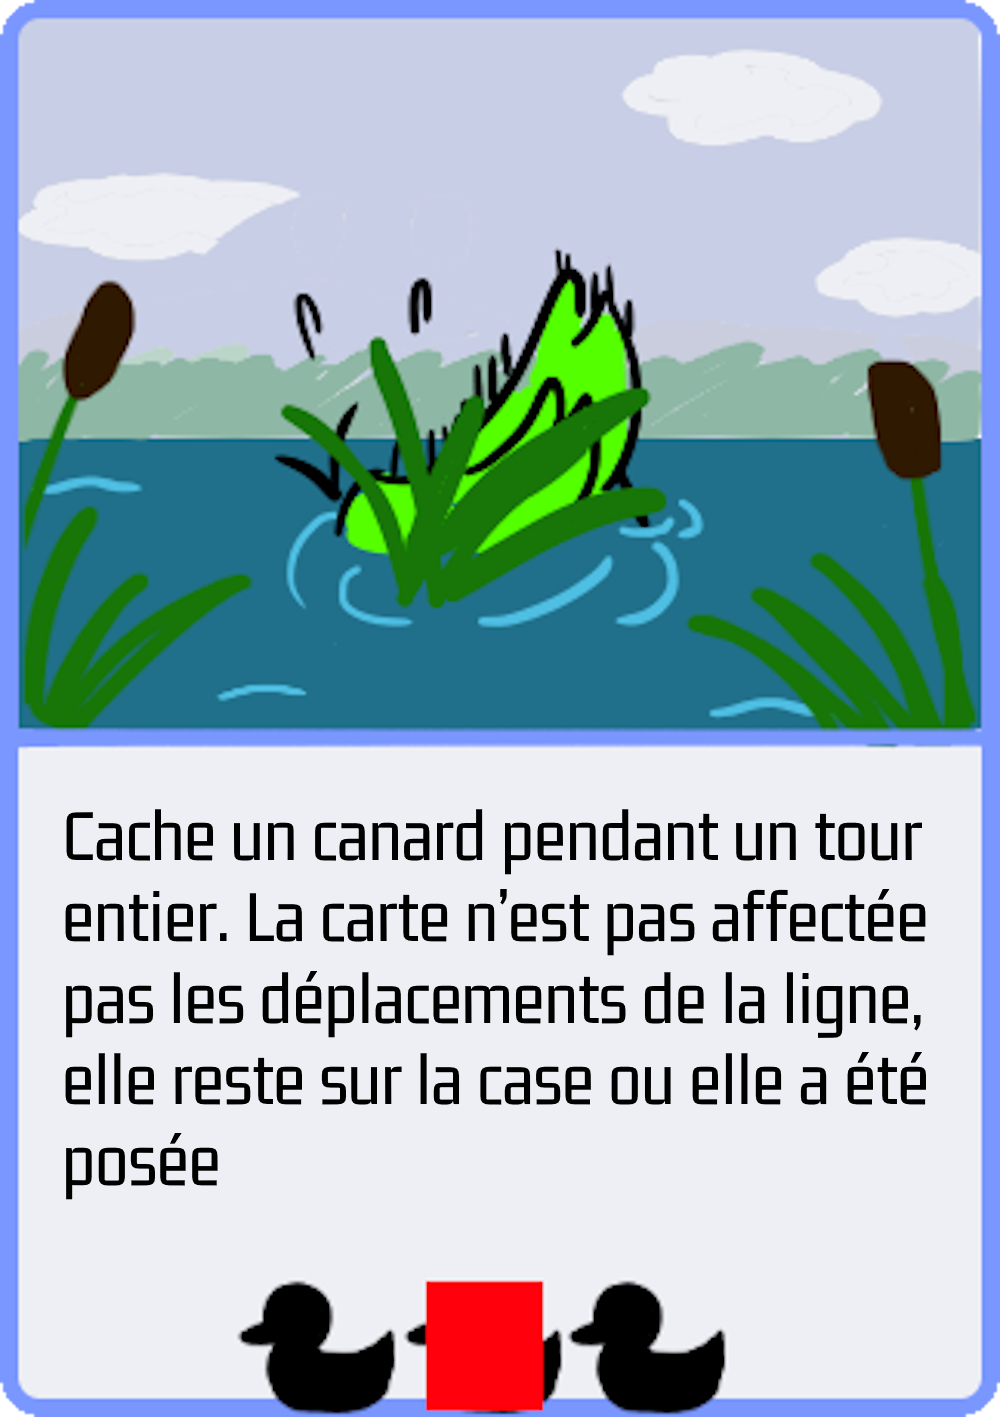 Cache un canard pendant un tour
entier. La carte n’est pas affectée
pas les déplacements de la ligne,
elle reste sur la case ou elle a été
posée